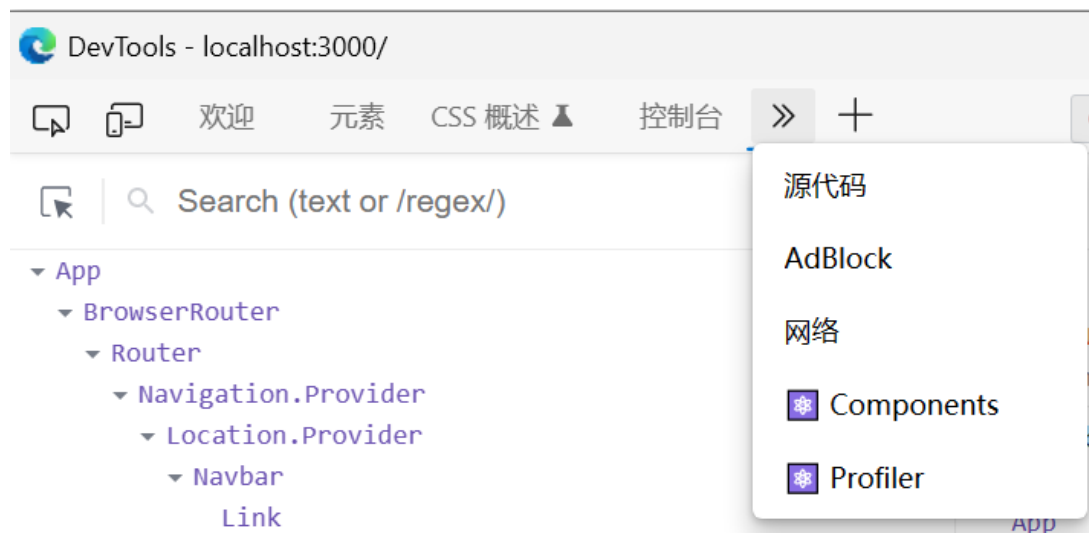 DevTools - localhost:3000/
欢迎 元素 CSS 概述 控制台
Search (text or /regex/)
源代码
AdBlock
网络
Components
Profiler
App
BrowserRouter
Router
Navigation.Provider
Location.Provider
Navbar
Link
App